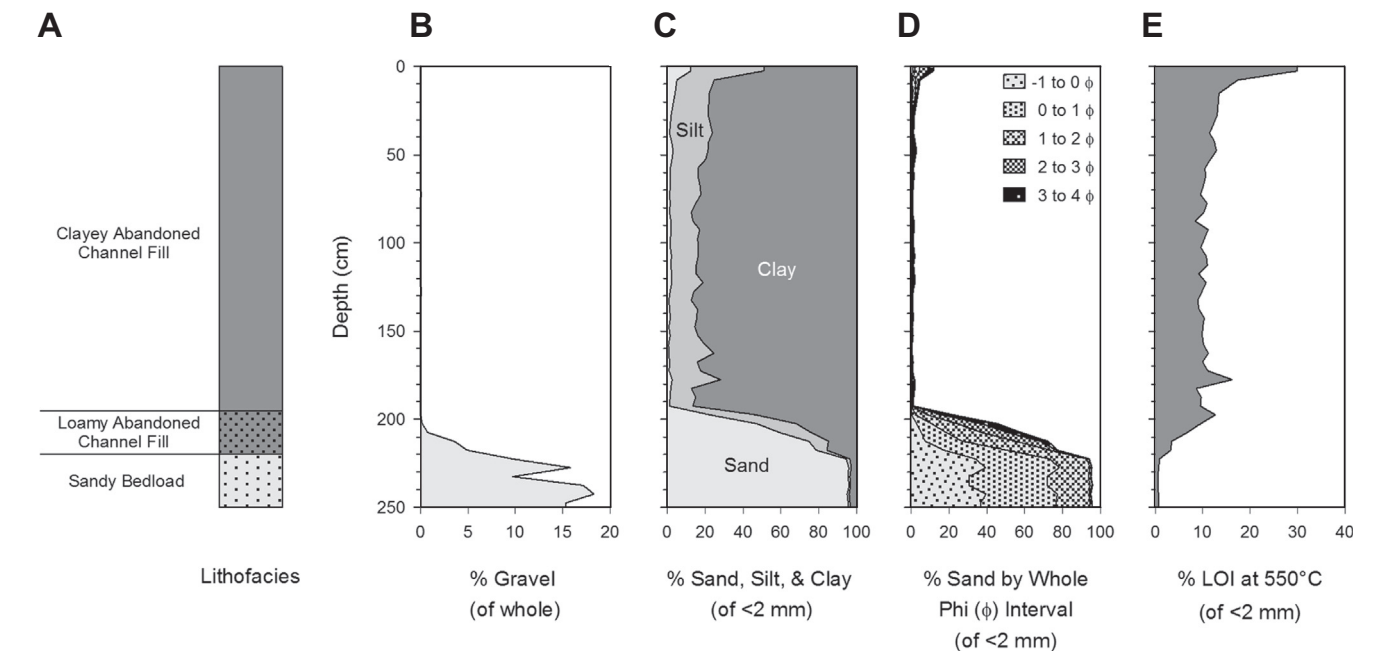 A
B
C
D
E
Clayey Abandoned
Channel Fill
Loamy Abandoned
Channel Fill
Sandy Bedload
Lithofacies
Depth (cm)
0
50
100
150
200
250
0 5 10 15 20
% Gravel
(of whole)
Silt
Clay
Sand
0 20 40 60 80 100
% Sand, Silt, & Clay
(of <2 mm)
-1 to 0 ϕ
0 to 1 ϕ
1 to 2 ϕ
2 to 3 ϕ
3 to 4 ϕ
0 20 40 60 80 100
% Sand by Whole
Phi (ϕ) Interval
(of <2 mm)
0 10 20 30 40
% LOI at 550°C
(of <2 mm)